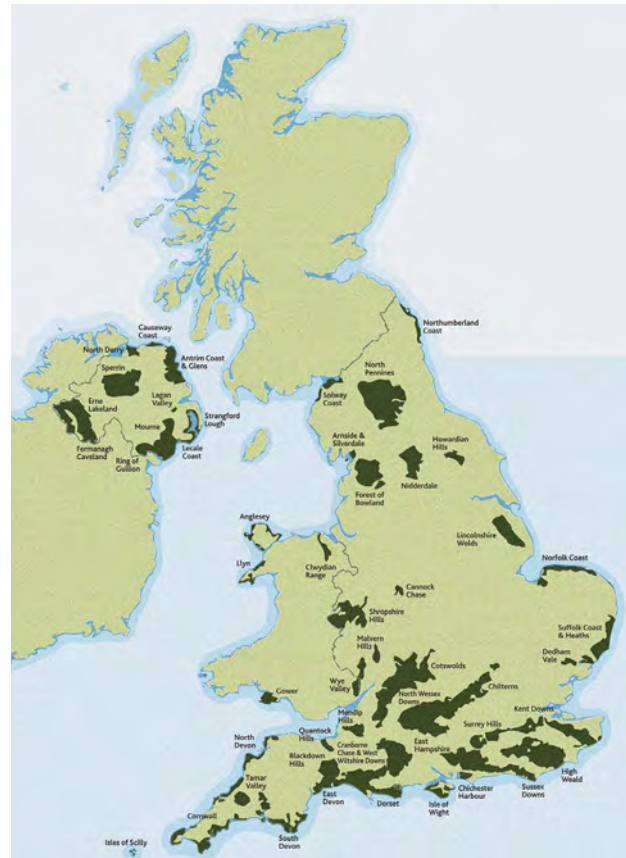 Northumberland
Coast
Causeway
Coast
North Derry
Antrim Coast
& Glens
Sperrin
North
Pennines
Solway
Coast
Lagan
Valley
Erne
Lakeland
Strangford
Lough
Mourne
Arnside &
Silverdale
Howardian
Hills
Fermanagh
Caveland
Ring of
Gullion
Lecale
Coast
Nidderdale
Forest of
Bowland
Anglesey
Lincolnshire
Wolds
Norfolk Coast
Llyn
Clwydian
Range
Cannock
Chase
Shropshire
Hills
Suffolk Coast
& Heaths
Malvern
Hills
Dedham
Vale
Cotswolds
Wye
Valley
Chilterns
Gower
North Wessex
Downs
Kent Downs
Mendip
Hills
Surrey Hills
Quantock
Hills
North
Devon
Cranborne
Chase & West
Wiltshire Downs
East
Hampshire
Blackdown
Hills
High
Weald
Tamar
Valley
Chichester
Harbour
Sussex
Downs
East
Devon
Dorset
Isle of
Wight
Cornwall
South
Devon
Isles of Scilly